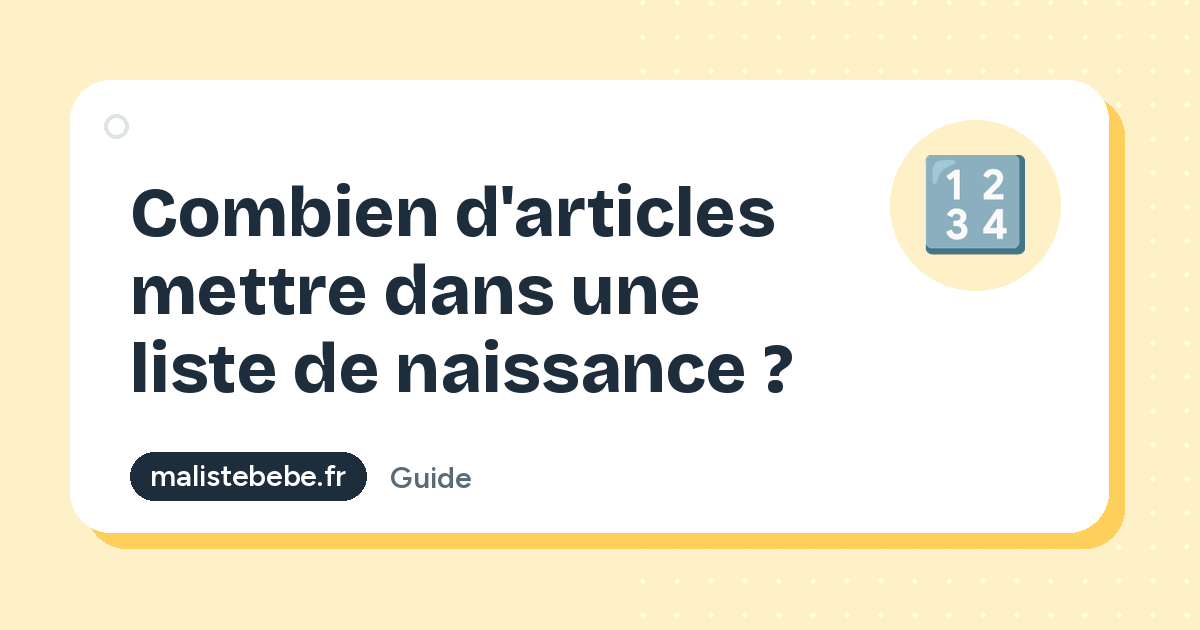 Combien d'articles
mettre dans une
liste de naissance ?
1 2
3 4
malistebebe.fr
Guide